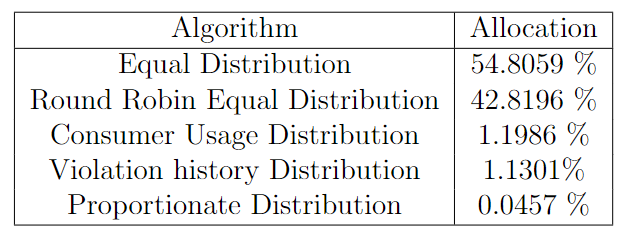 Algorithm Allocation
Equal Distribution 54.8059 %
Round Robin Equal Distribution 42.8196 %
Consumer Usage Distribution 1.1986 %
Violation history Distribution 1.1301%
Proportionate Distribution 0.0457 %